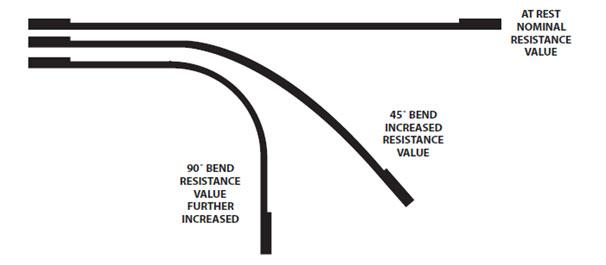 AT REST
NOMINAL
RESISTANCE
VALUE
45˚ BEND
INCREASED
RESISTANCE
VALUE
90˚ BEND
RESISTANCE
VALUE
FURTHER
INCREASED